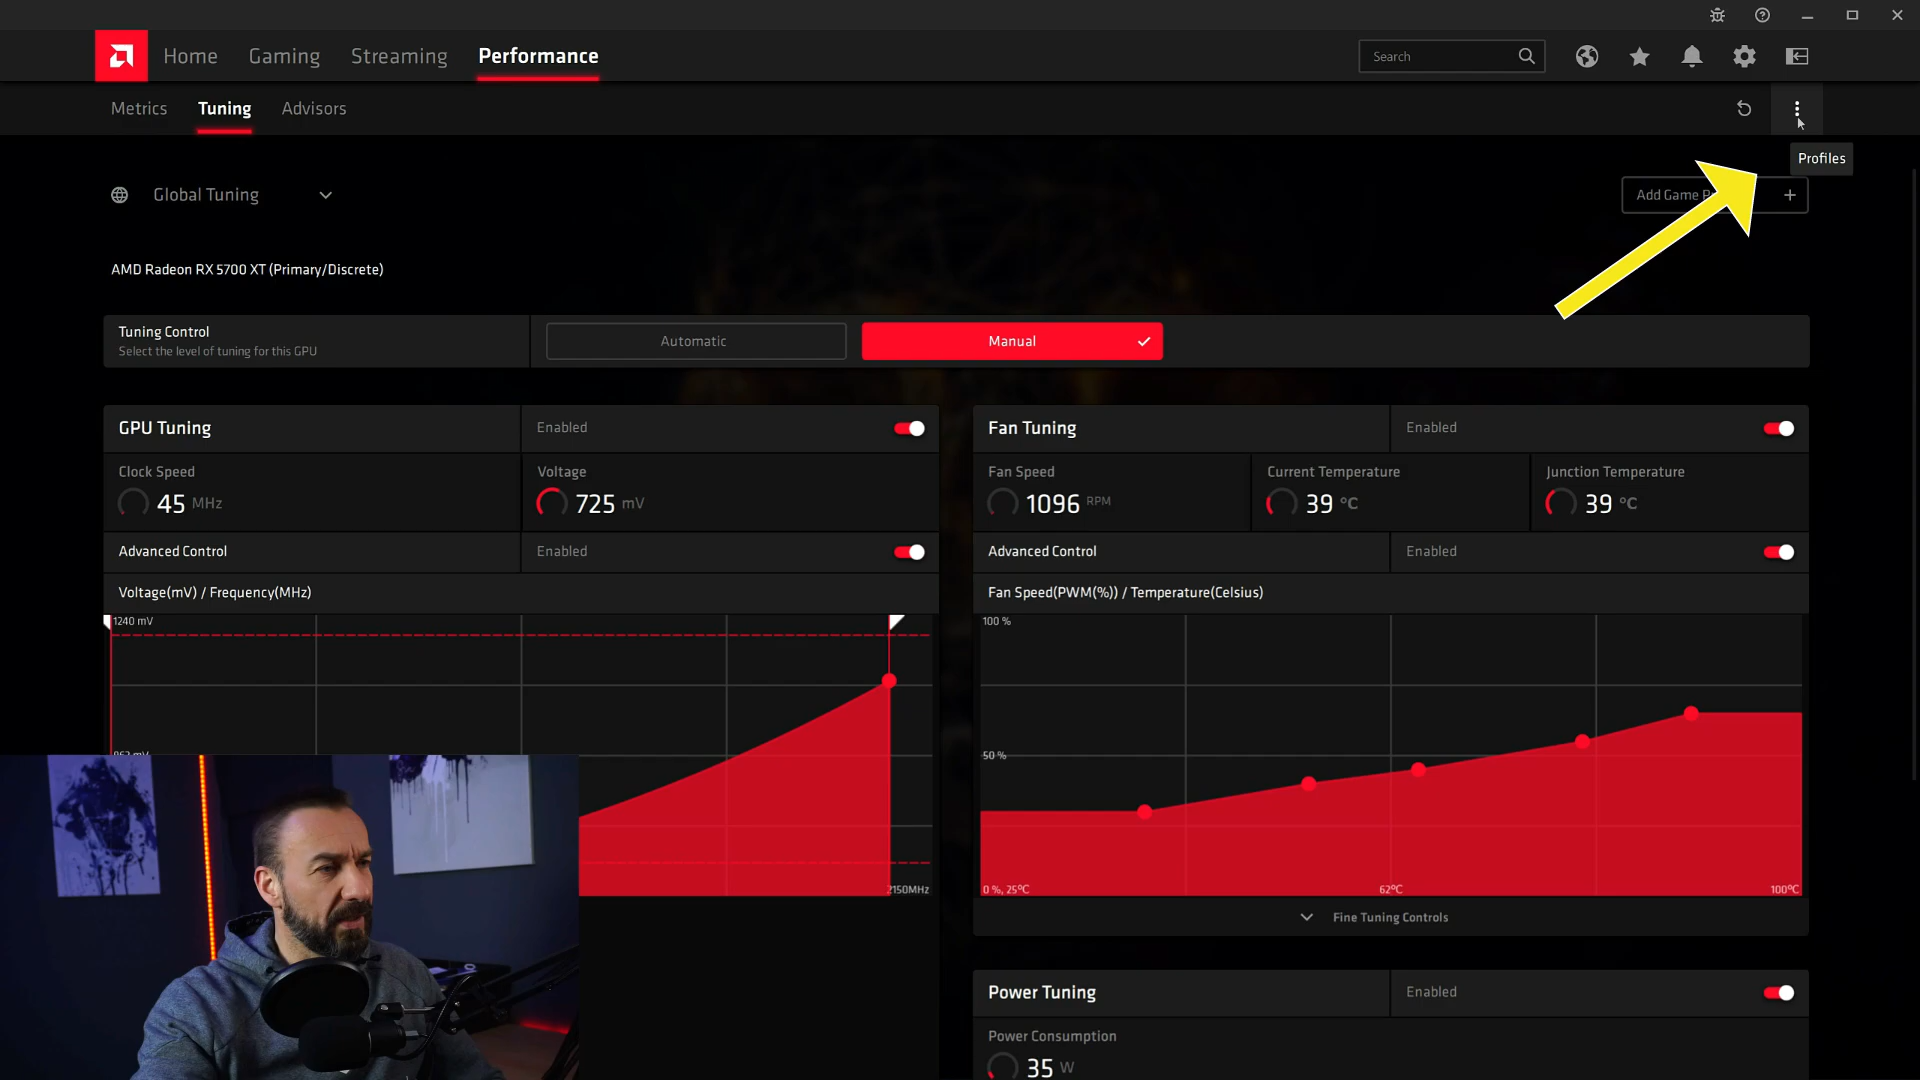 Home Gaming Streaming Performance
Search
Metrics Tuning Advisors
Profiles
Global Tuning
Add Game
AMD Radeon RX 5700 XT (Primary/Discrete)
Tuning Control
Select the level of tuning for this GPU
Automatic
Manual
GPU Tuning
Enabled
Clock Speed
45 MHz
Voltage
725 mV
Advanced Control
Enabled
Voltage(mV) / Frequency(MHz)
1240 mV
2150MHz
Fan Tuning
Enabled
Fan Speed
1096 RPM
Current Temperature
39 °C
Junction Temperature
39 °C
Advanced Control
Enabled
Fan Speed(PWM(%)) / Temperature(Celsius)
100 %
50 %
0 %, 25°C
62°C
100°C
Fine Tuning Controls
Power Tuning
Enabled
Power Consumption
35 W